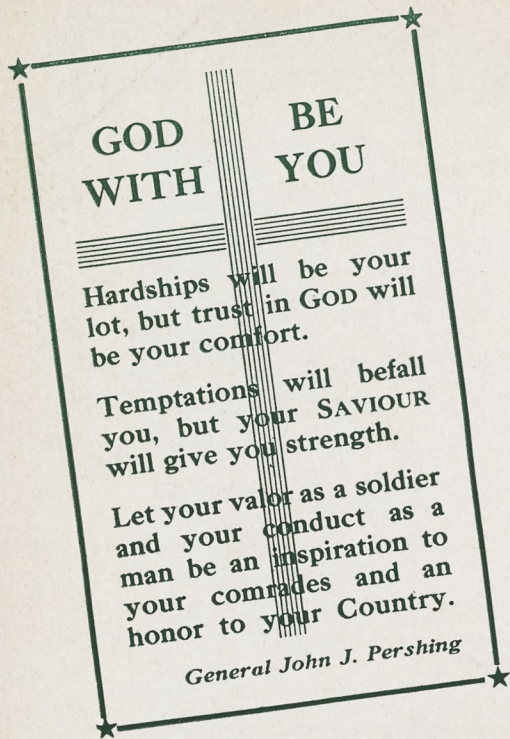 GOD BE
WITH YOU
Hardships will be your
lot, but trust in GOD will
be your comfort.
Temptations will befall
you, but your SAVIOUR
will give you strength.
Let your valor as a soldier
and your conduct as a
man be an inspiration to
your comrades and an
honor to your Country.
General John J. Pershing